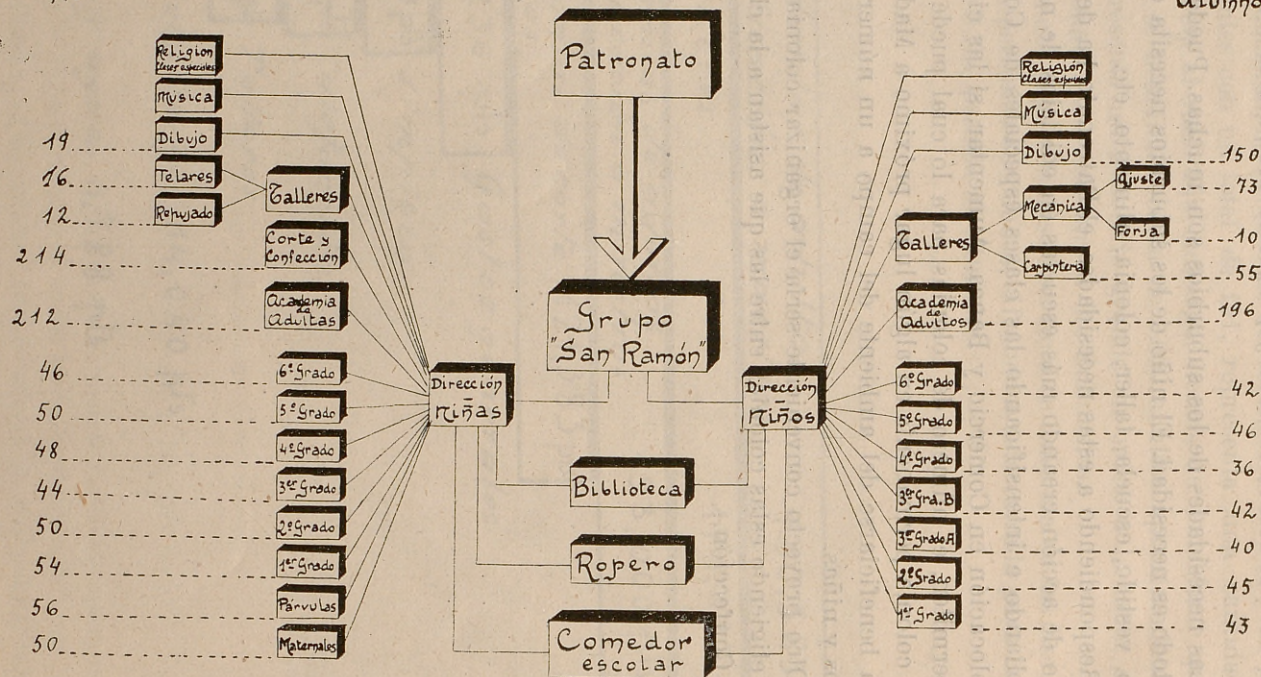 Patronato
Grupo
"San Ramón"
Religion
Clases especiales
Música
19 Dibujo
16 Telares
12 Repujado
Talleres
214 Corte y
Confección
212 Academia
de
Adultas
46 6º Grado
50 5º Grado
48 4º Grado
44 3er Grado
50 2º Grado
54 1er Grado
56 Párvulas
50 Maternales
Dirección
Niñas
Dirección
Niños
Biblioteca
Ropero
Comedor
escolar
Religión
Clases especiales
Música
Dibujo 150
Talleres
Mecánica
Ajuste 73
Forja 10
Carpintería 55
Academia
de
Adultos 196
6º Grado 42
5º Grado 46
4º Grado 36
3er Gra. B 42
3er Grado A 40
2º Grado 45
1er Grado 43